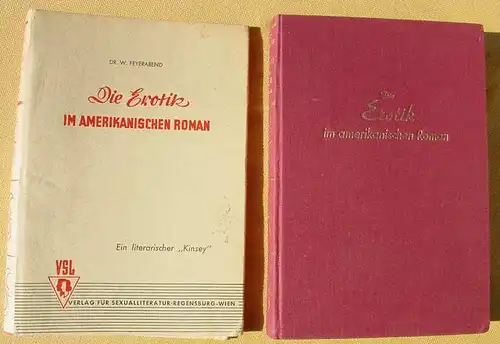 DR. W. FEYERABEND
Die Erotik
IM AMERIKANISCHEN ROMAN
Ein literarischer „Kinsey"
VSL
VERLAG FÜR SEXUALLITERATUR-REGENSBURG-WIEN
Die
Erotik
im amerikanischen Roman